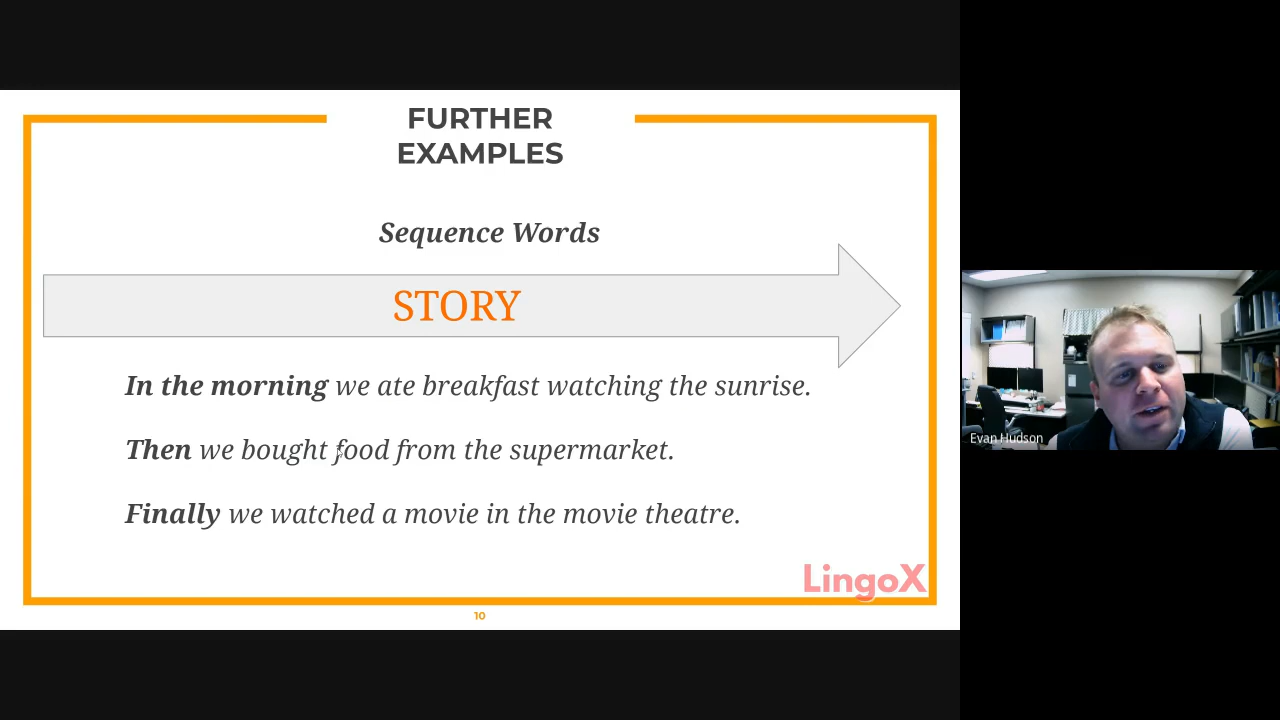 FURTHER
EXAMPLES
Sequence Words
STORY
In the morning we ate breakfast watching the sunrise.
Then we bought food from the supermarket.
Finally we watched a movie in the movie theatre.
LingoX
10
Evan Hudson